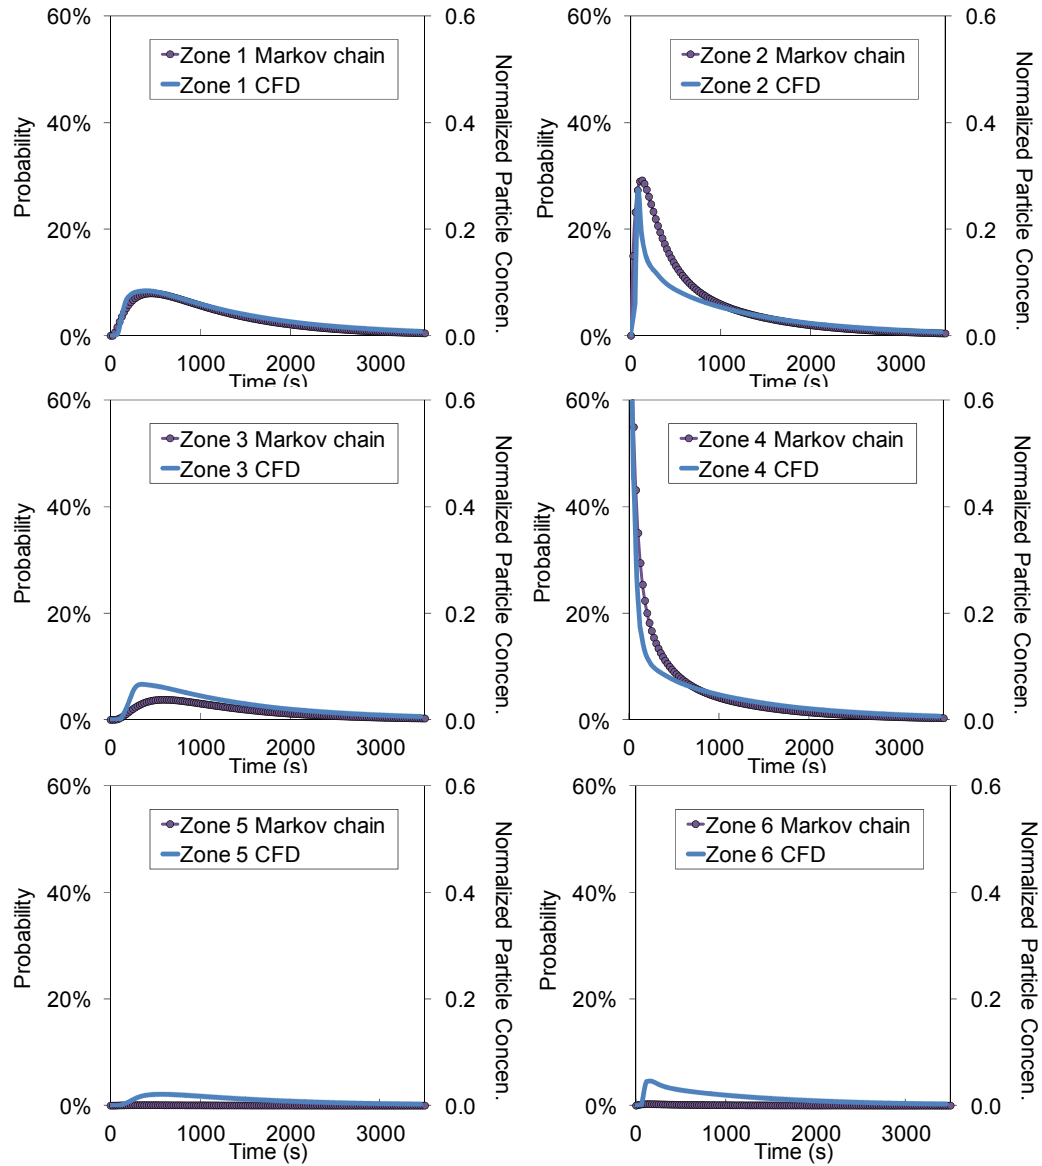 60%
40%
20%
0%
Probability
Zone 1 Markov chain
Zone 1 CFD
0.6
0.4
0.2
0.0
Normalized Particle Concen.
0
1000
2000
3000
Time (s)
60%
40%
20%
0%
Probability
Zone 2 Markov chain
Zone 2 CFD
0.6
0.4
0.2
0.0
Normalized Particle Concen.
0
1000
2000
3000
Time (s)
60%
40%
20%
0%
Probability
Zone 3 Markov chain
Zone 3 CFD
0.6
0.4
0.2
0.0
Normalized Particle Concen.
0
1000
2000
3000
Time (s)
60%
40%
20%
0%
Probability
Zone 4 Markov chain
Zone 4 CFD
0.6
0.4
0.2
0.0
Normalized Particle Concen.
0
1000
2000
3000
Time (s)
60%
40%
20%
0%
Probability
Zone 5 Markov chain
Zone 5 CFD
0.6
0.4
0.2
0.0
Normalized Particle Concen.
0
1000
2000
3000
Time (s)
60%
40%
20%
0%
Probability
Zone 6 Markov chain
Zone 6 CFD
0.6
0.4
0.2
0.0
Normalized Particle Concen.
0
1000
2000
3000
Time (s)